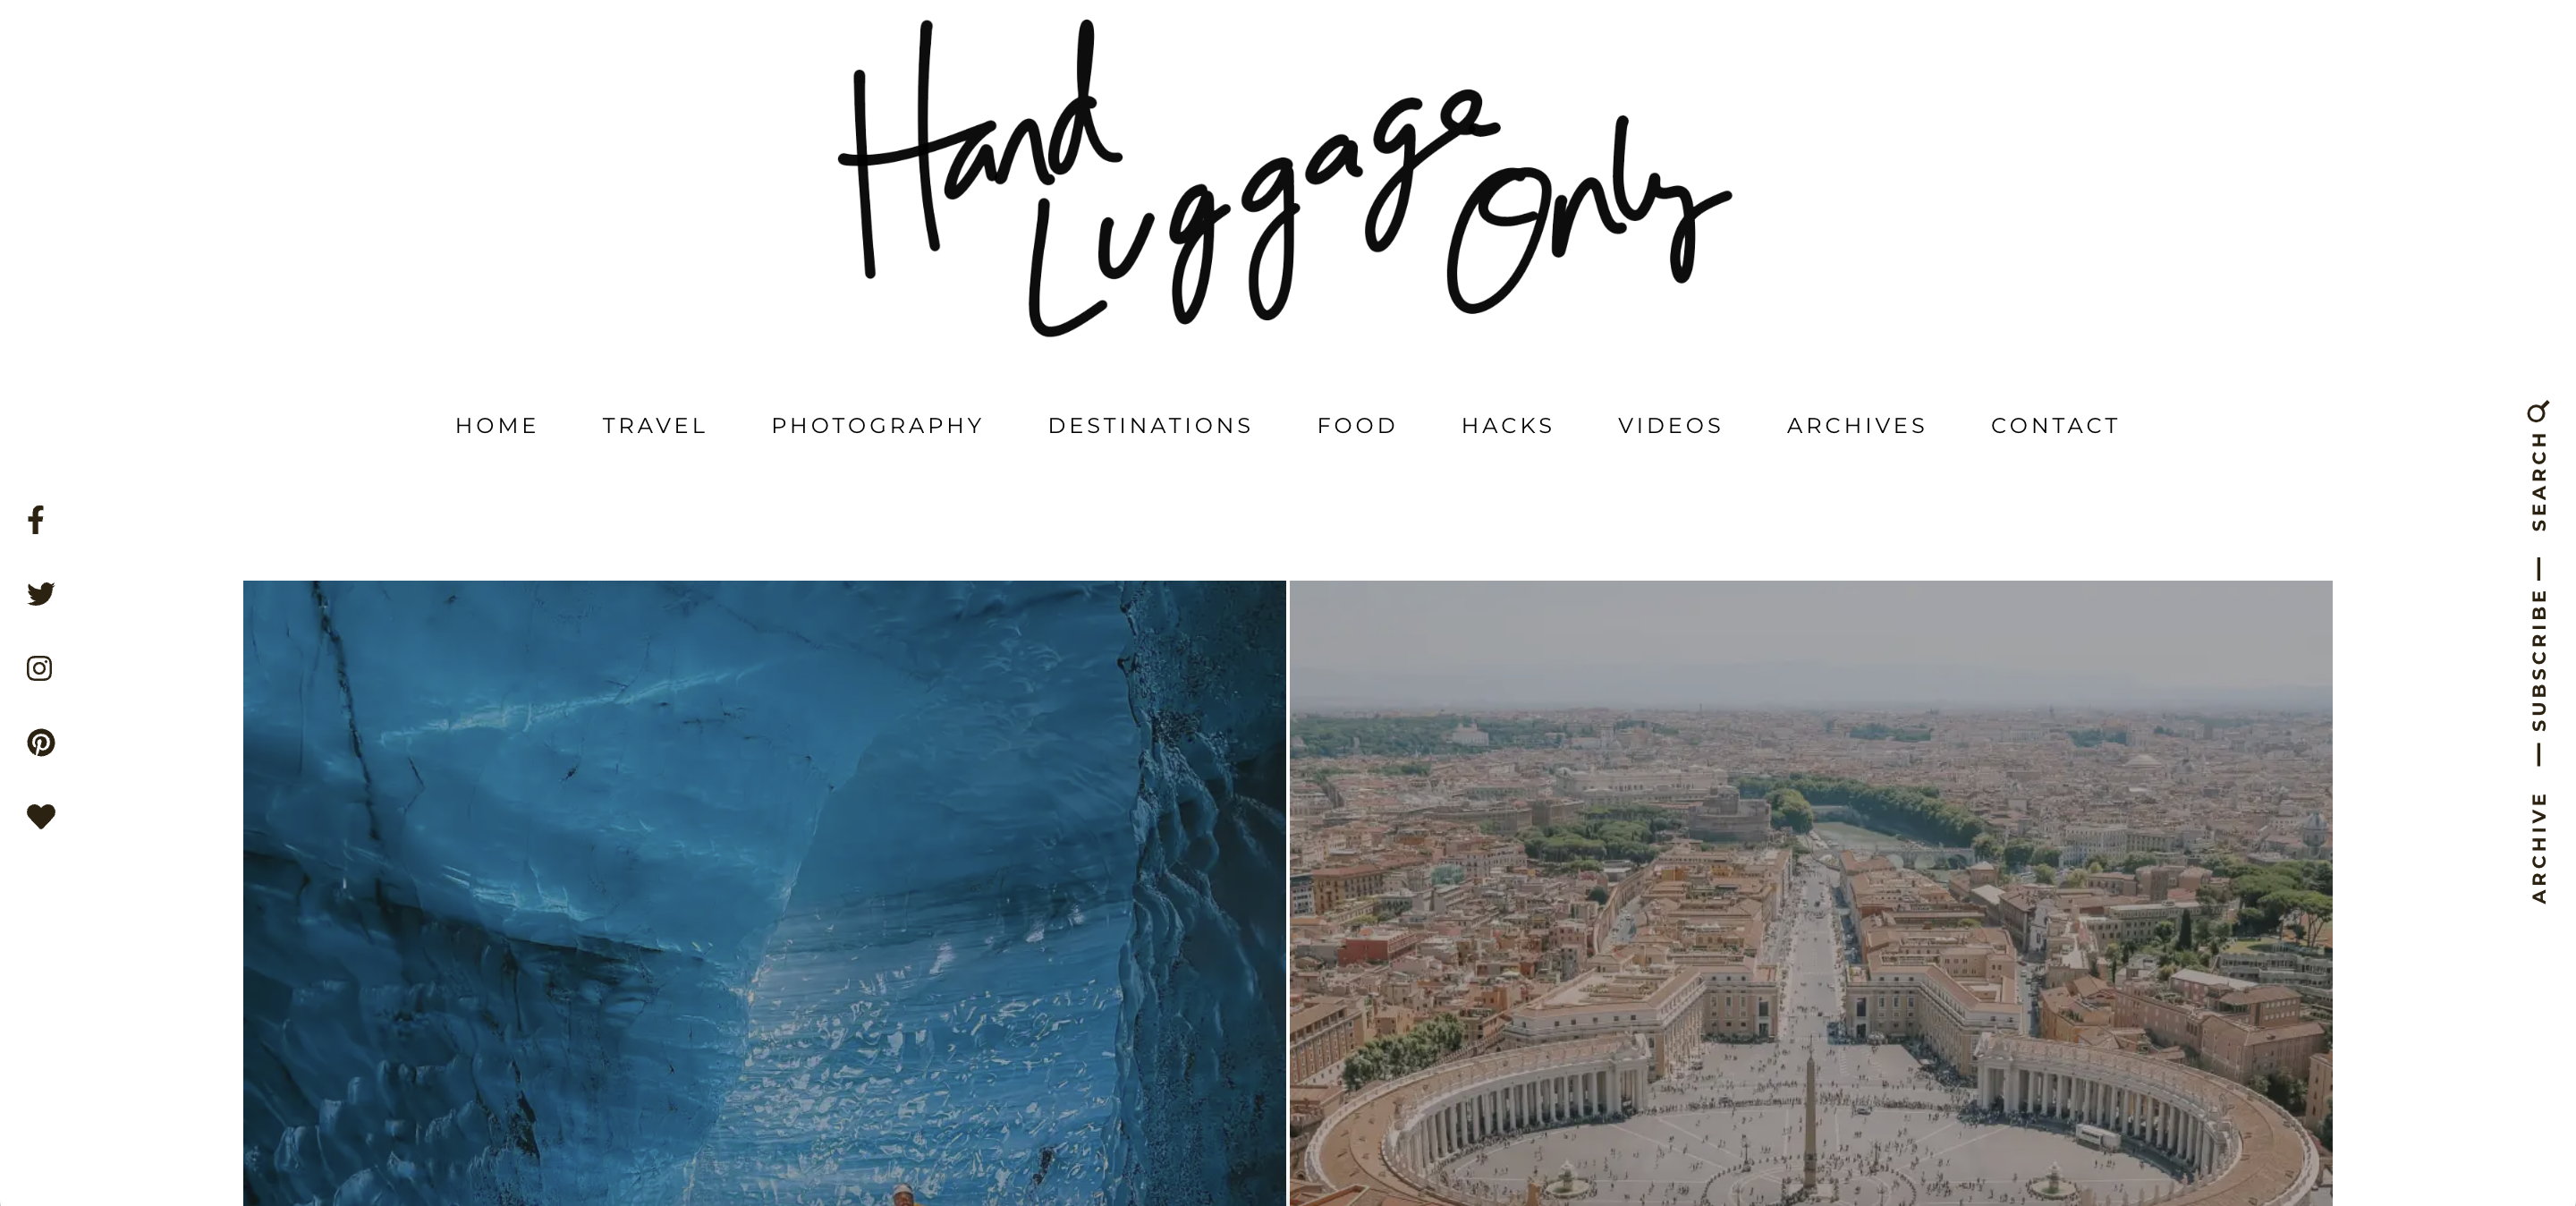 Hand
Luggage
Only
HOME TRAVEL PHOTOGRAPHY DESTINATIONS FOOD HACKS VIDEOS ARCHIVES CONTACT
ARCHIVE — SUBSCRIBE — SEARCH